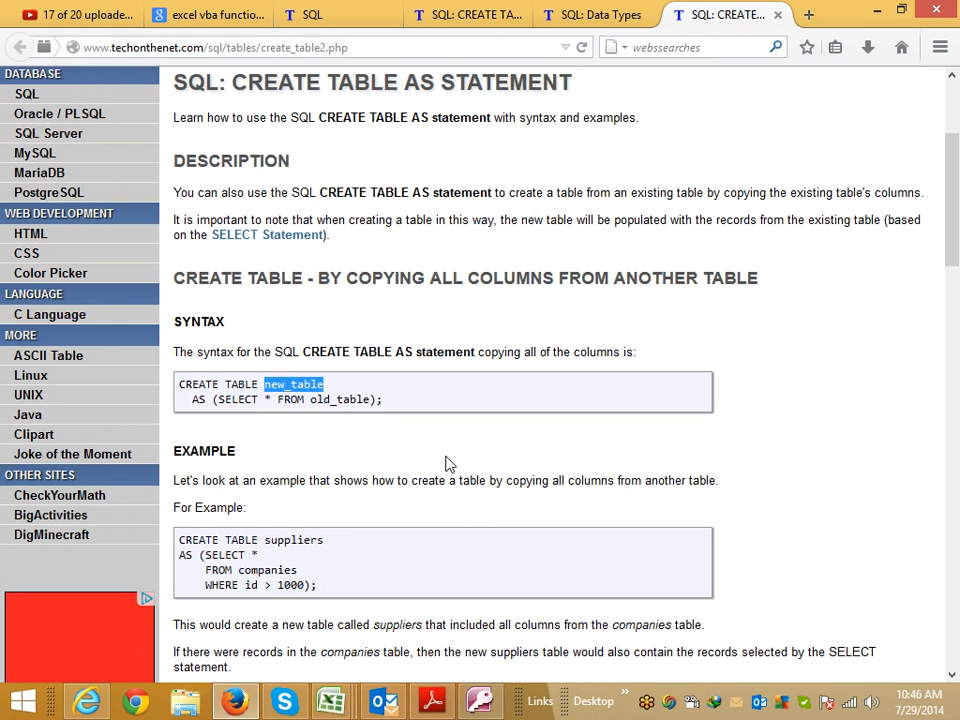 17 of 20 uploade...
excel vba functio...
SQL
SQL: CREATE TA...
SQL: Data Types
SQL: CREATE...
www.techonthenet.com/sql/tables/create_table2.php
websearches
DATABASE
SQL
Oracle / PLSQL
SQL Server
MySQL
MariaDB
PostgreSQL
WEB DEVELOPMENT
HTML
CSS
Color Picker
LANGUAGE
C Language
MORE
ASCII Table
Linux
UNIX
Java
Clipart
Joke of the Moment
OTHER SITES
CheckYourMath
BigActivities
DigMinecraft
SQL: CREATE TABLE AS STATEMENT
Learn how to use the SQL CREATE TABLE AS statement with syntax and examples.
DESCRIPTION
You can also use the SQL CREATE TABLE AS statement to create a table from an existing table by copying the existing table's columns.
It is important to note that when creating a table in this way, the new table will be populated with the records from the existing table (based
on the SELECT Statement).
CREATE TABLE - BY COPYING ALL COLUMNS FROM ANOTHER TABLE
SYNTAX
The syntax for the SQL CREATE TABLE AS statement copying all of the columns is:
CREATE TABLE new_table
AS (SELECT * FROM old_table);
EXAMPLE
Let's look at an example that shows how to create a table by copying all columns from another table.
For Example:
CREATE TABLE suppliers
AS (SELECT *
FROM companies
WHERE id > 1000);
This would create a new table called suppliers that included all columns from the companies table.
If there were records in the companies table, then the new suppliers table would also contain the records selected by the SELECT
statement.
Links
Desktop
10:46 AM
7/29/2014